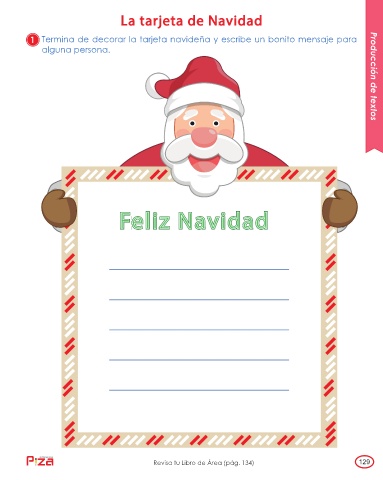 La tarjeta de Navidad
1 Termina de decorar la tarjeta navideña y escribe un bonito mensaje para
alguna persona.
Producción de textos
Feliz Navidad
Revisa tu Libro de Área (pág. 134)
129